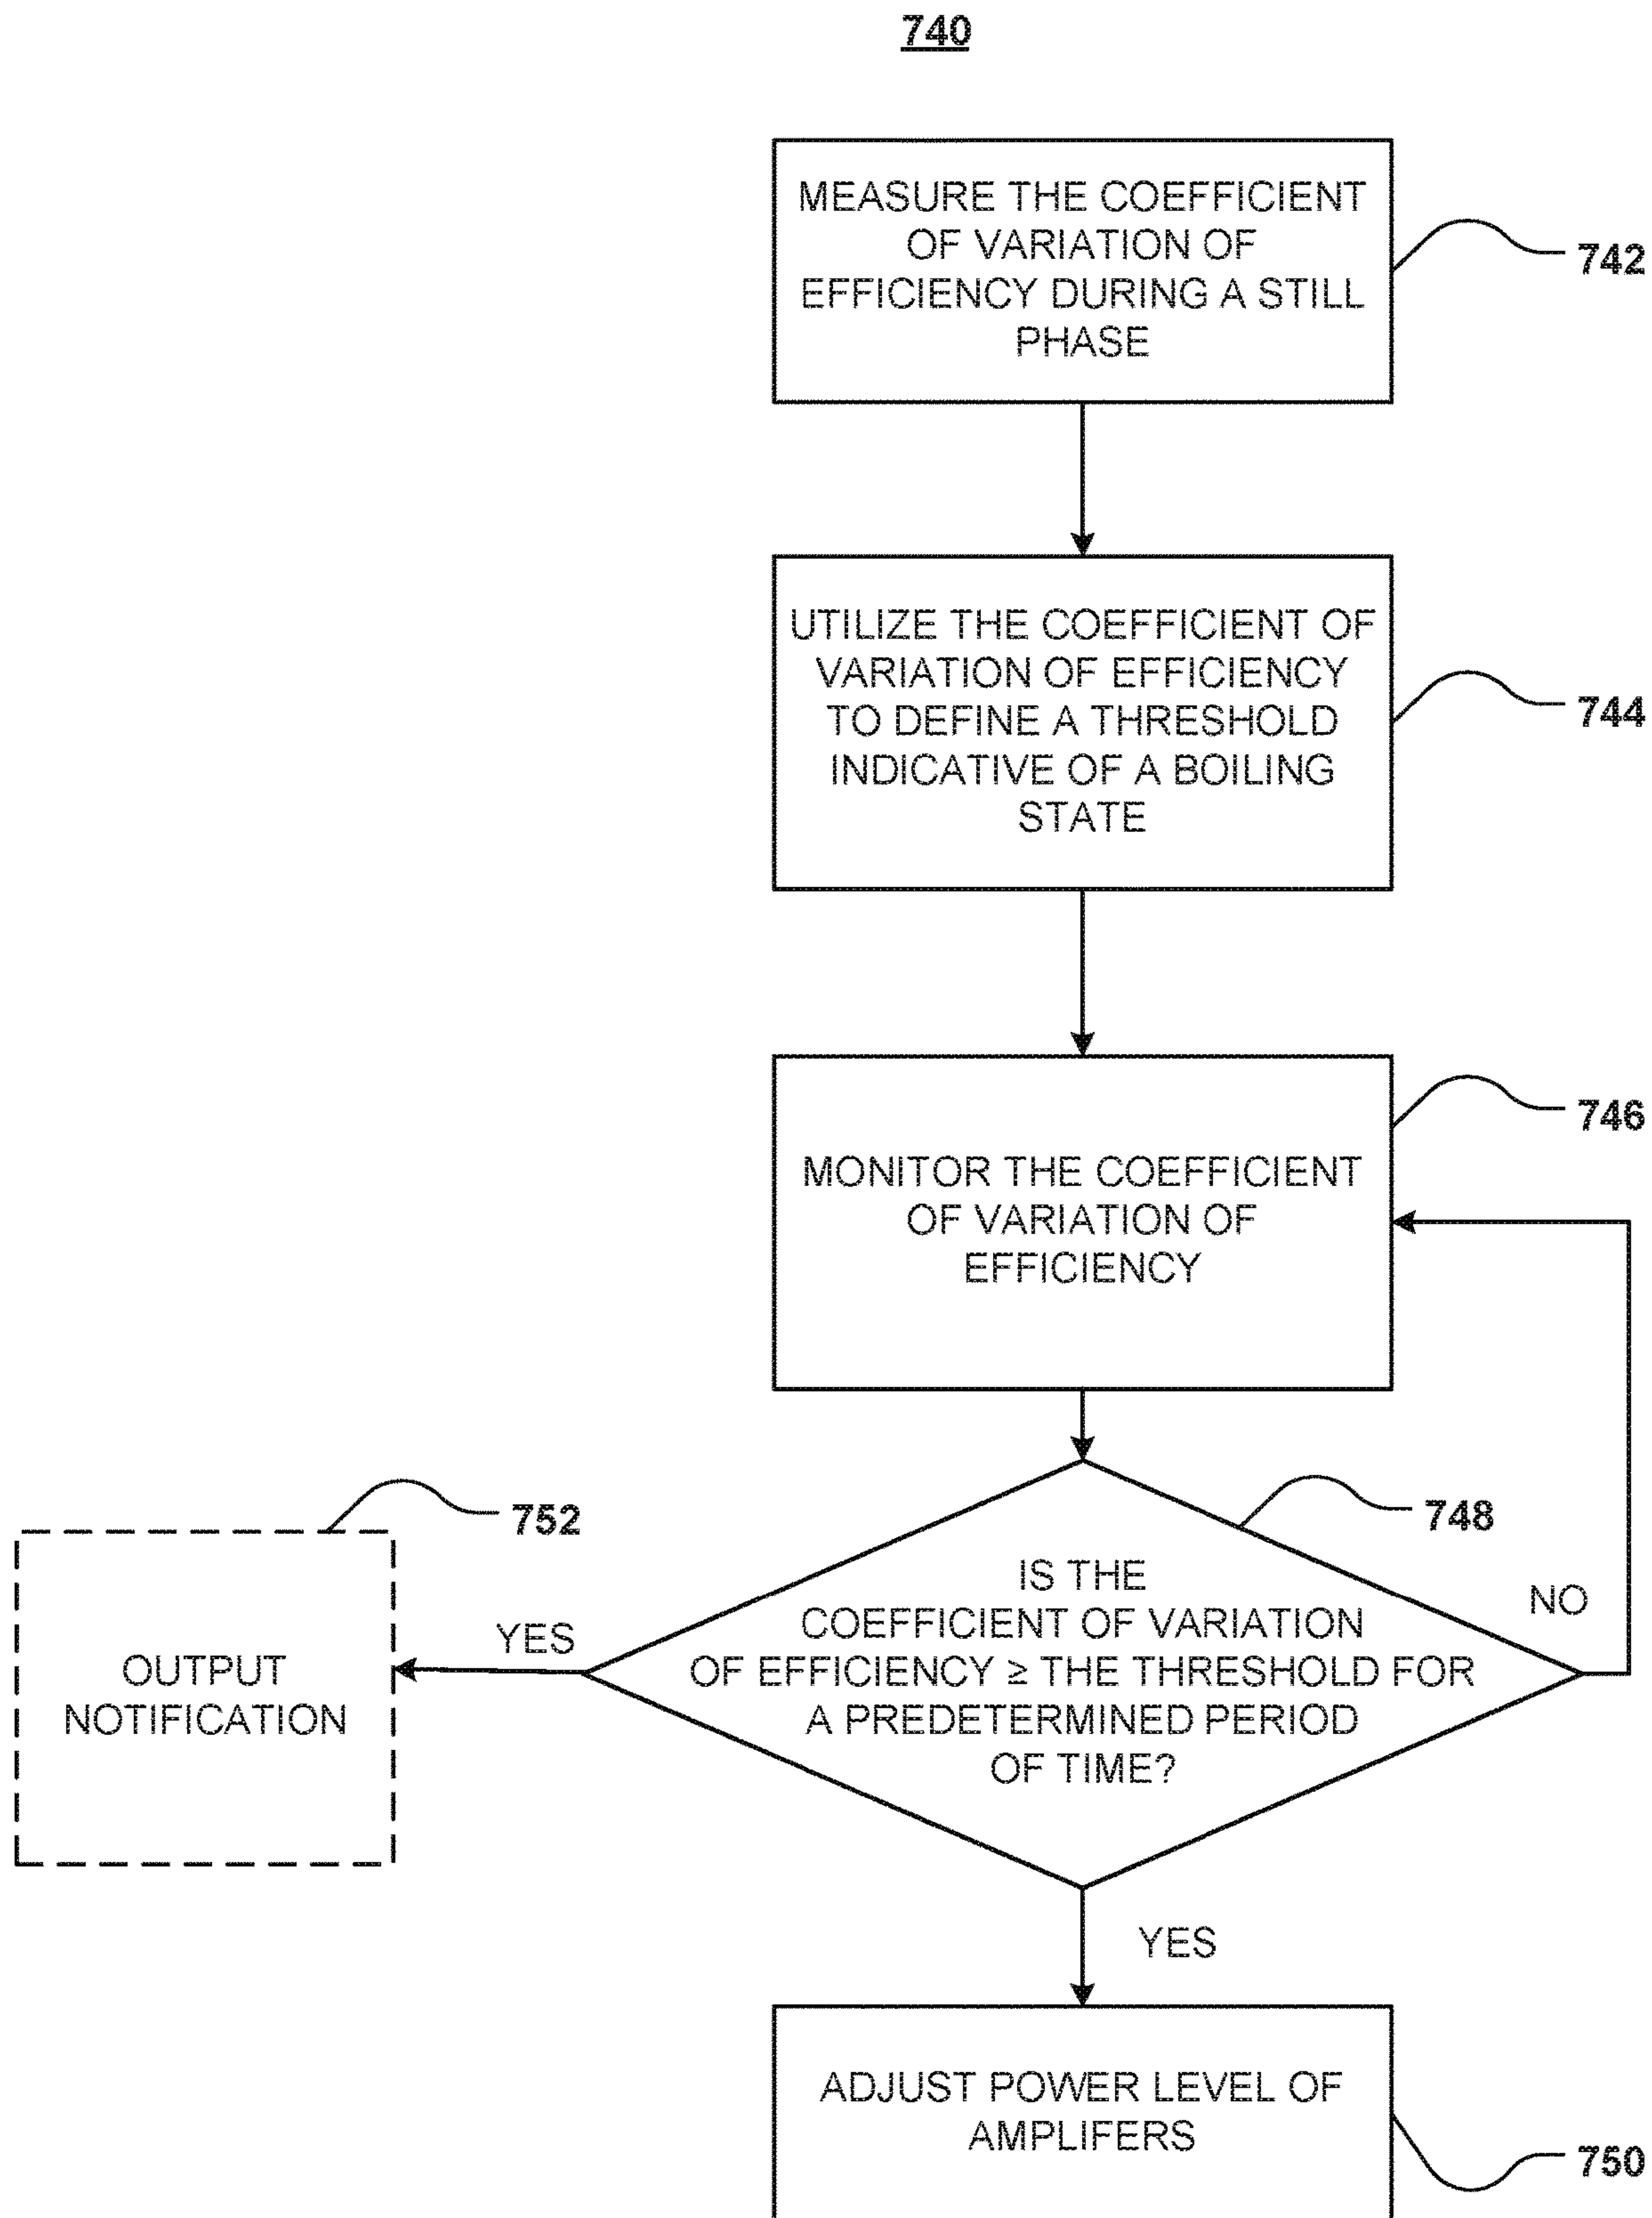 740
MEASURE THE COEFFICIENT
OF VARIATION OF
EFFICIENCY DURING A STILL
PHASE
742
UTILIZE THE COEFFICIENT OF
VARIATION OF EFFICIENCY
TO DEFINE A THRESHOLD
INDICATIVE OF A BOILING
STATE
744
MONITOR THE COEFFICIENT
OF VARIATION OF
EFFICIENCY
746
IS THE
COEFFICIENT OF VARIATION
OF EFFICIENCY ≥ THE THRESHOLD FOR
A PREDETERMINED PERIOD
OF TIME?
748
NO
YES
OUTPUT
NOTIFICATION
752
YES
ADJUST POWER LEVEL OF
AMPLIFERS
750